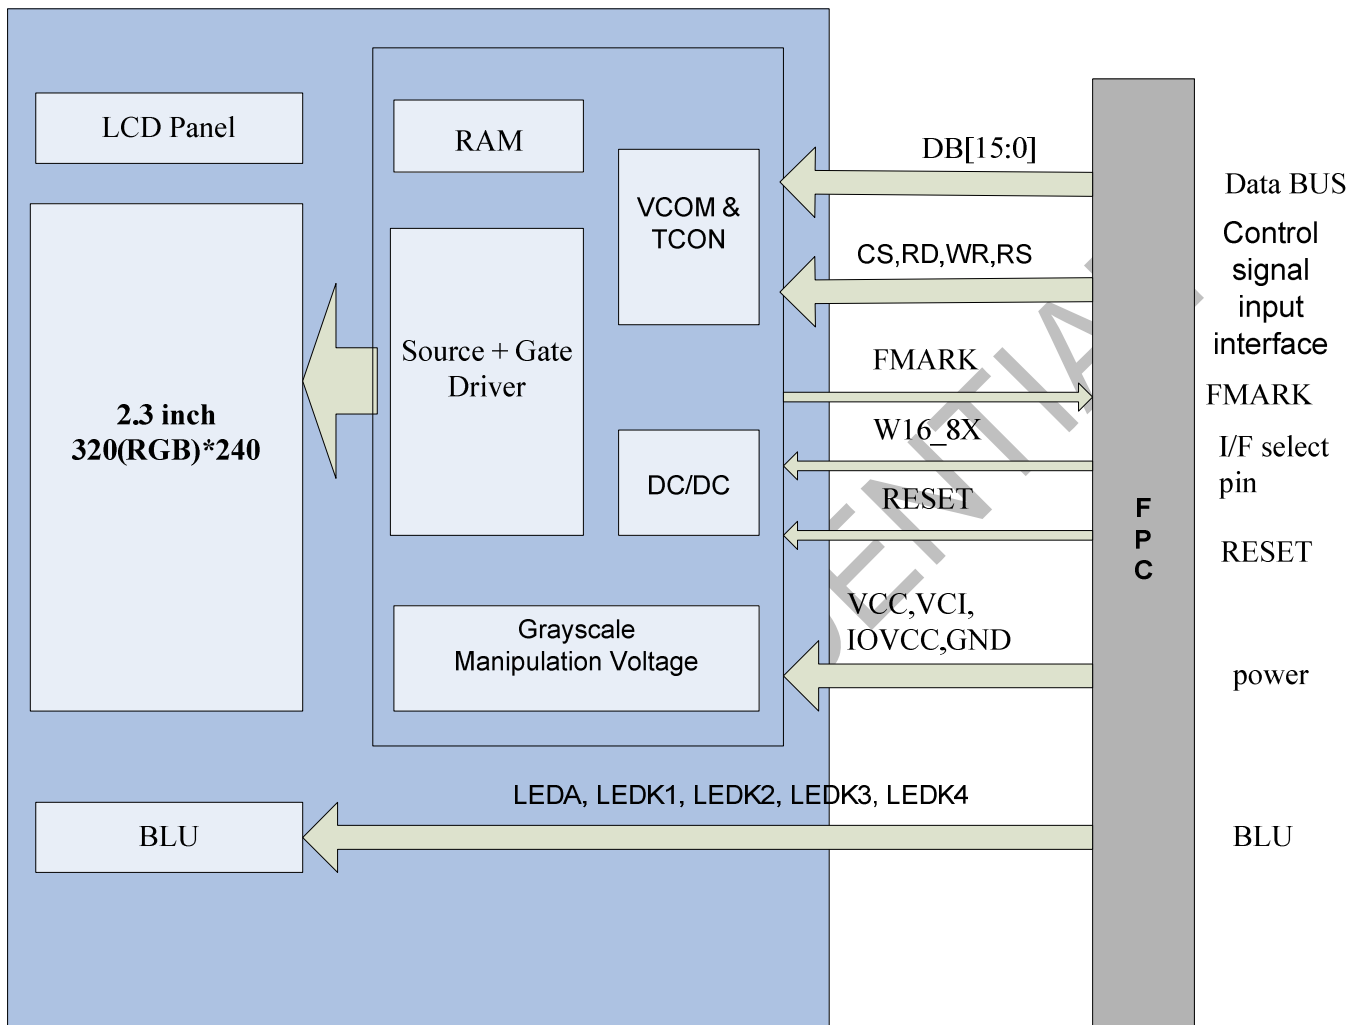 LCD Panel
RAM
VCOM &
TCON
Source + Gate
Driver
2.3 inch
320(RGB)*240
DC/DC
Grayscale
Manipulation Voltage
BLU
DB[15:0]
CS,RD,WR,RS
FMARK
W16_8X
RESET
VCC,VCI,
IOVCC,GND
LEDA, LEDK1, LEDK2, LEDK3, LEDK4
F
P
C
Data BUS
Control
signal
input
interface
FMARK
I/F select
pin
RESET
power
BLU